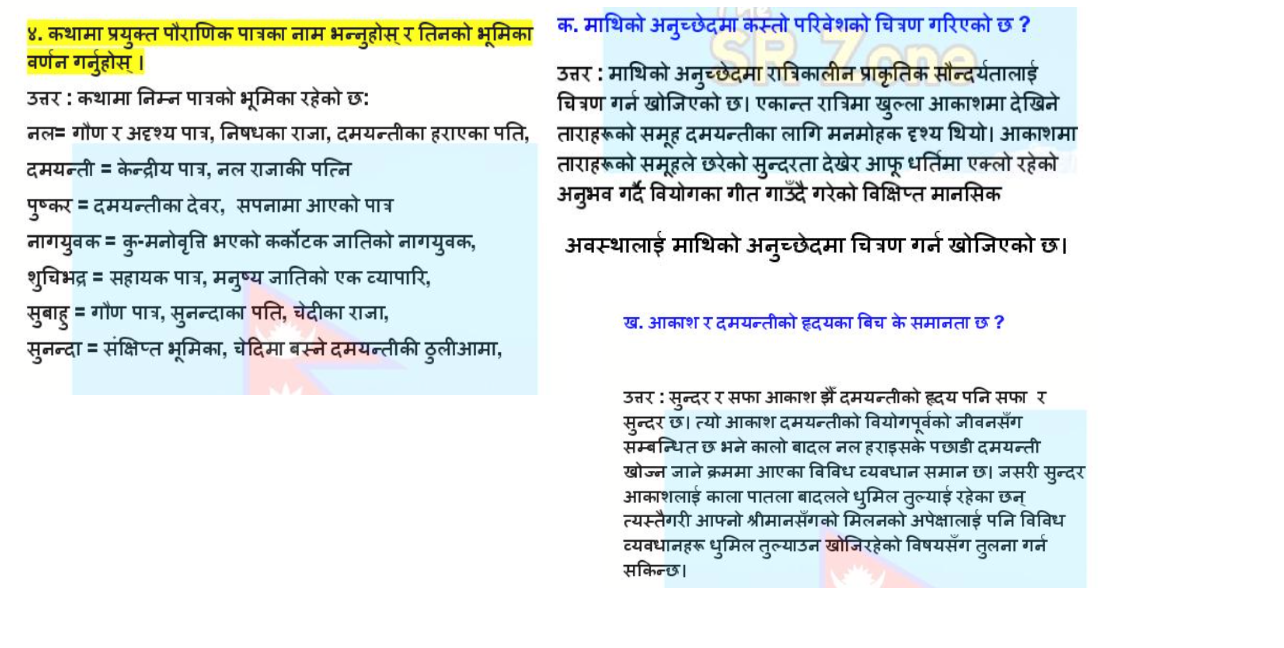 ४. कथामा प्रयुक्त पौराणिक पात्रका नाम भन्नुहोस् र तिनको भूमिका
वर्णन गर्नुहोस् ।
उत्तर : कथामा निम्न पात्रको भूमिका रहेको छ:
नल= गौण र अदृश्य पात्र, निषधका राजा, दमयन्तीका हराएका पति,
दमयन्ती = केन्द्रीय पात्र, नल राजाकी पत्नि
पुष्कर = दमयन्तीका देवर, सपनामा आएको पात्र
नागयुवक = कु-मनोवृत्ति भएको कर्कोटक जातिको नागयुवक,
शुचिभद्र = सहायक पात्र, मनुष्य जातिको एक व्यापारि,
सुबाहु = गौण पात्र, सुनन्दाका पति, चेदीका राजा,
सुनन्दा = संक्षिप्त भूमिका, चेदिमा बस्ने दमयन्तीकी ठुलीआमा,
The
SR Zone
क. माथिको अनुच्छेदमा कस्तो परिवेशको चित्रण गरिएको छ ?
उत्तर : माथिको अनुच्छेदमा रात्रिकालीन प्राकृतिक सौन्दर्यतालाई
चित्रण गर्न खोजिएको छ। एकान्त रात्रिमा खुल्ला आकाशमा देखिने
ताराहरूको समूह दमयन्तीका लागि मनमोहक दृश्य थियो। आकाशमा
ताराहरूको समूहले छरेको सुन्दरता देखेर आफू धर्तिमा एक्लो रहेको
अनुभव गर्दै वियोगका गीत गाउँदै गरेको विक्षिप्त मानसिक
अवस्थालाई माथिको अनुच्छेदमा चित्रण गर्न खोजिएको छ।
ख. आकाश र दमयन्तीको हृदयका बिच के समानता छ ?
उत्तर : सुन्दर र सफा आकाश झैँ दमयन्तीको हृदय पनि सफा र
सुन्दर छ। त्यो आकाश दमयन्तीको वियोगपूर्वको जीवनसँग
सम्बन्धित छ भने कालो बादल नल हराइसके पछाडी दमयन्ती
खोज्न जाने क्रममा आएका विविध व्यवधान समान छ। जसरी सुन्दर
आकाशलाई काला पातला बादलले धुमिल तुल्याई रहेका छन्
त्यस्तैगरी आफ्नो श्रीमानसँगको मिलनको अपेक्षालाई पनि विविध
व्यवधानहरू धुमिल तुल्याउन खोजिरहेको विषयसँग तुलना गर्न
सकिन्छ।